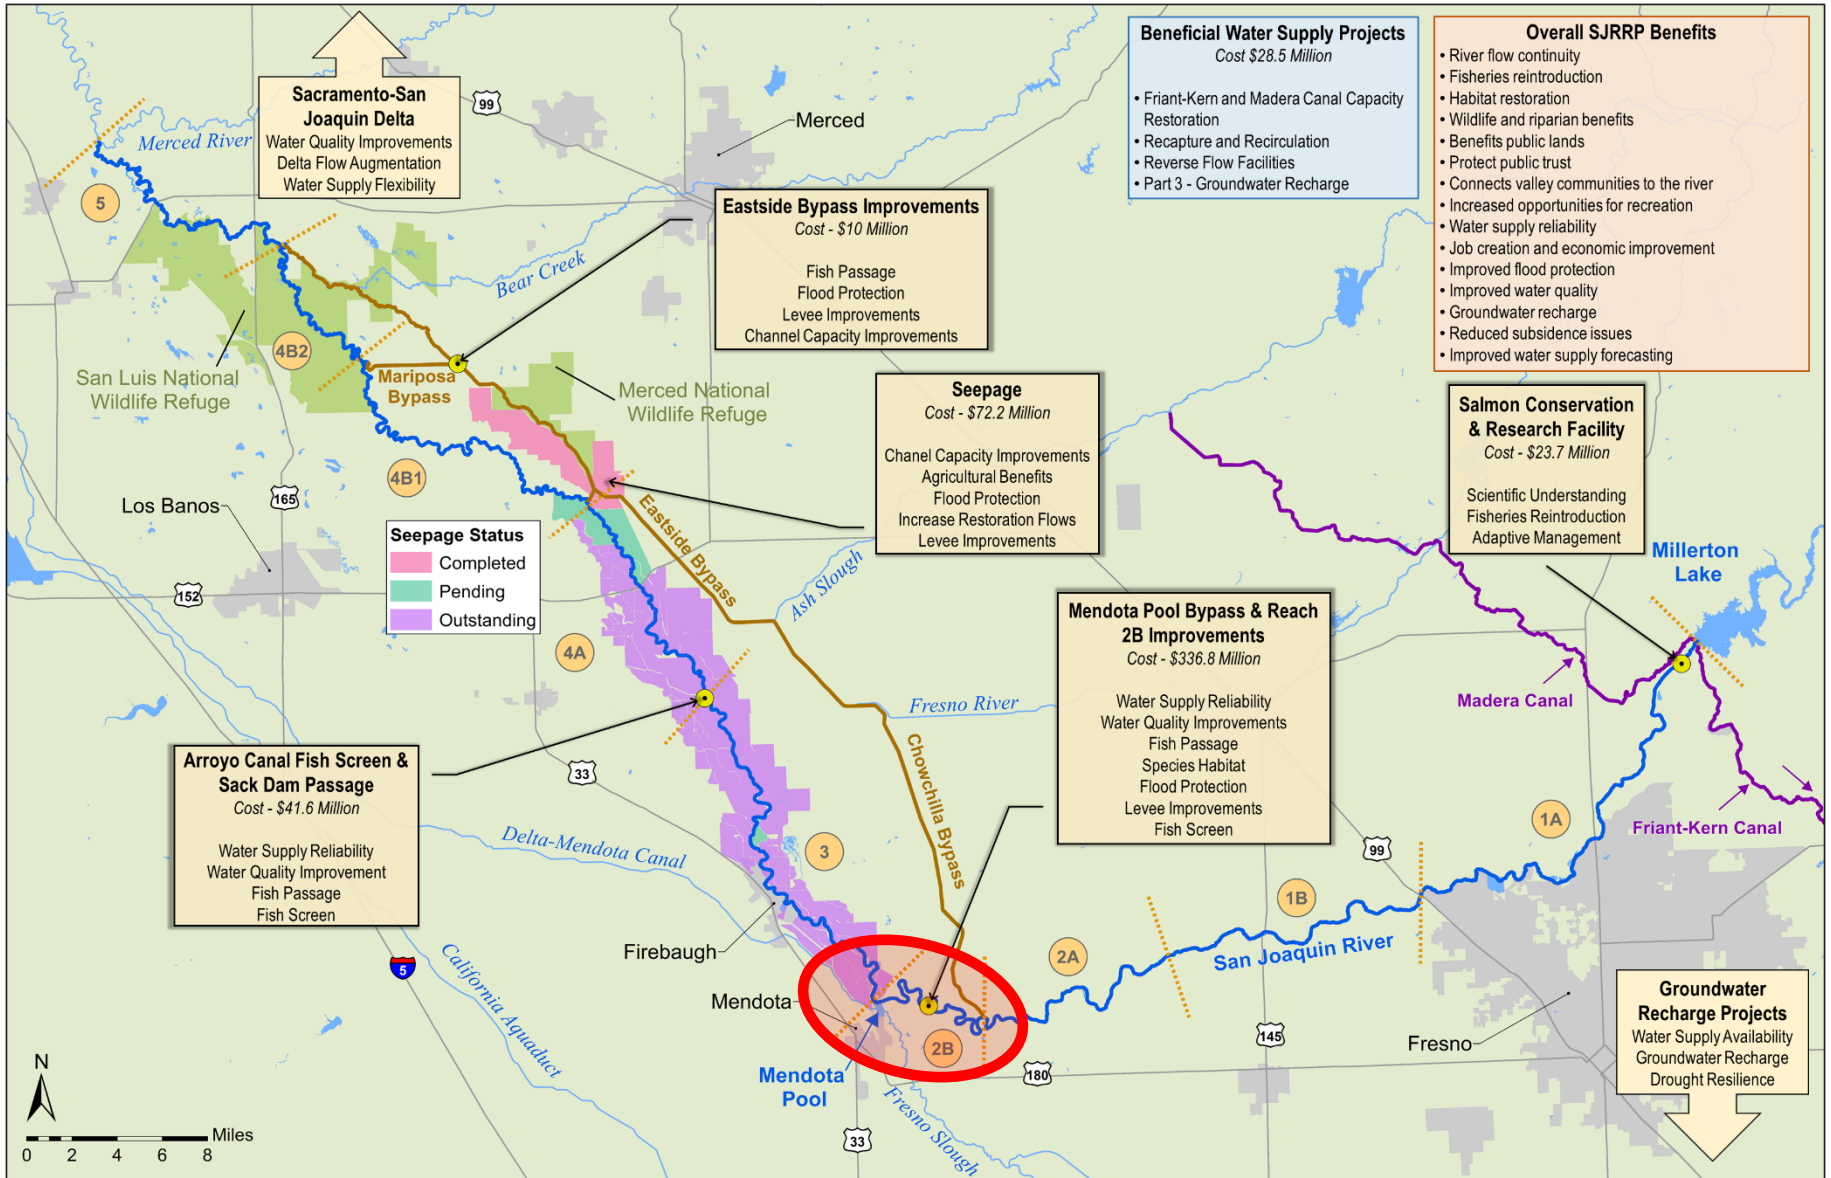 Sacramento-San
Joaquin Delta
Water Quality Improvements
Delta Flow Augmentation
Water Supply Flexibility
Beneficial Water Supply Projects
Cost $28.5 Million
• Friant-Kern and Madera Canal Capacity
Restoration
• Recapture and Recirculation
• Reverse Flow Facilities
• Part 3 - Groundwater Recharge
Overall SJRRP Benefits
• River flow continuity
• Fisheries reintroduction
• Habitat restoration
• Wildlife and riparian benefits
• Benefits public lands
• Protect public trust
• Connects valley communities to the river
• Increased opportunities for recreation
• Water supply reliability
• Job creation and economic improvement
• Improved flood protection
• Improved water quality
• Groundwater recharge
• Reduced subsidence issues
• Improved water supply forecasting
99
Merced
Merced River
5
Eastside Bypass Improvements
Cost - $10 Million
Fish Passage
Flood Protection
Levee Improvements
Channel Capacity Improvements
Bear Creek
4B2
San Luis National
Wildlife Refuge
Mariposa
Bypass
Merced National
Wildlife Refuge
Seepage
Cost - $72.2 Million
Chanel Capacity Improvements
Agricultural Benefits
Flood Protection
Increase Restoration Flows
Levee Improvements
Salmon Conservation
& Research Facility
Cost - $23.7 Million
Scientific Understanding
Fisheries Reintroduction
Adaptive Management
4B1
165
Los Banos
Eastside Bypass
Seepage Status
Completed
Pending
Outstanding
152
Ash Slough
Millerton
Lake
4A
Mendota Pool Bypass & Reach
2B Improvements
Cost - $336.8 Million
Water Supply Reliability
Water Quality Improvements
Fish Passage
Species Habitat
Flood Protection
Levee Improvements
Fish Screen
Madera Canal
Fresno River
Arroyo Canal Fish Screen &
Sack Dam Passage
Cost - $41.6 Million
Water Supply Reliability
Water Quality Improvement
Fish Passage
Fish Screen
33
Chowchilla Bypass
Delta-Mendota Canal
3
1A
Friant-Kern Canal
99
1B
Firebaugh
California Aquaduct
5
2A
San Joaquin River
Mendota
2B
Mendota
Pool
180
145
Fresno
Groundwater
Recharge Projects
Water Supply Availability
Groundwater Recharge
Drought Resilience
Fresno Slough
33
N
Miles
0 2 4 6 8